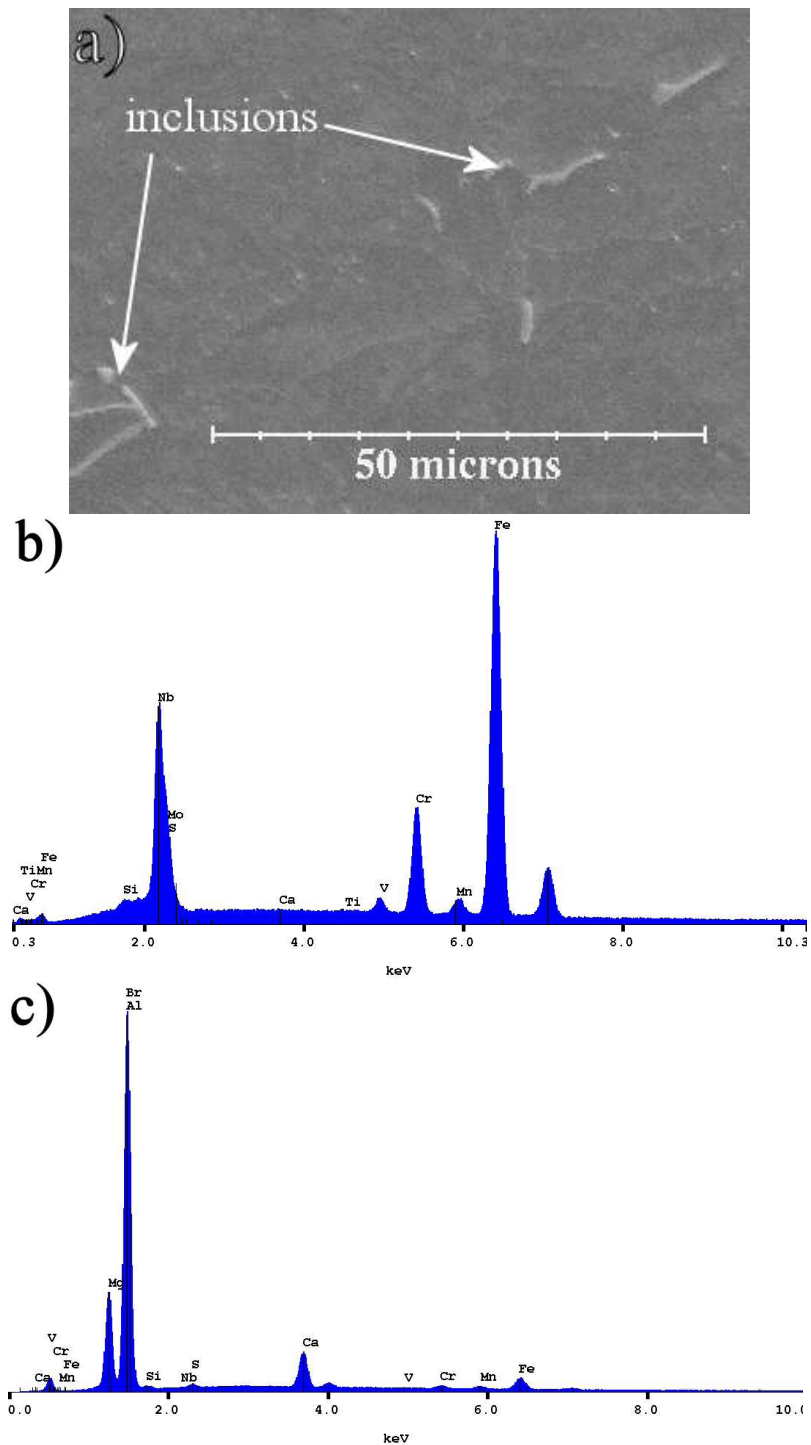 a)
inclusions
50 microns
b)
Fe
Nb
Mo
S
Cr
Fe
TiMn
Cr
V
Ca
Si
Ca
Ti
V
Mn
0.3 2.0 4.0 6.0 8.0 10.3
keV
c)
Br
Al
Mg
Ca
V
Cr
Fe
Ca Mn
Si
S
Nb
V
Cr
Mn
Fe
0.0 2.0 4.0 6.0 8.0 10.0
keV